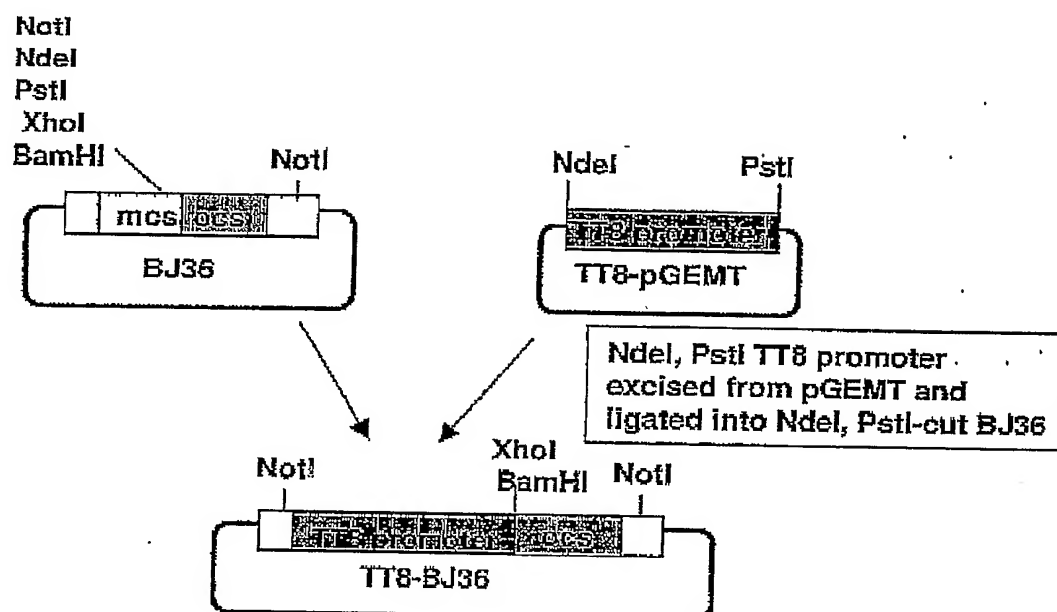 NotI
NdeI
PstI
XhoI
BamHI
NotI
mcs ocs
BJ36
NdeI
PstI
TT8 promoter
TT8-pGEMT
NdeI, PstI TT8 promoter
excised from pGEMT and
ligated into NdeI, PstI-cut BJ36
NotI
XhoI
BamHI
NotI
TT8 promoter ocs
TT8-BJ36